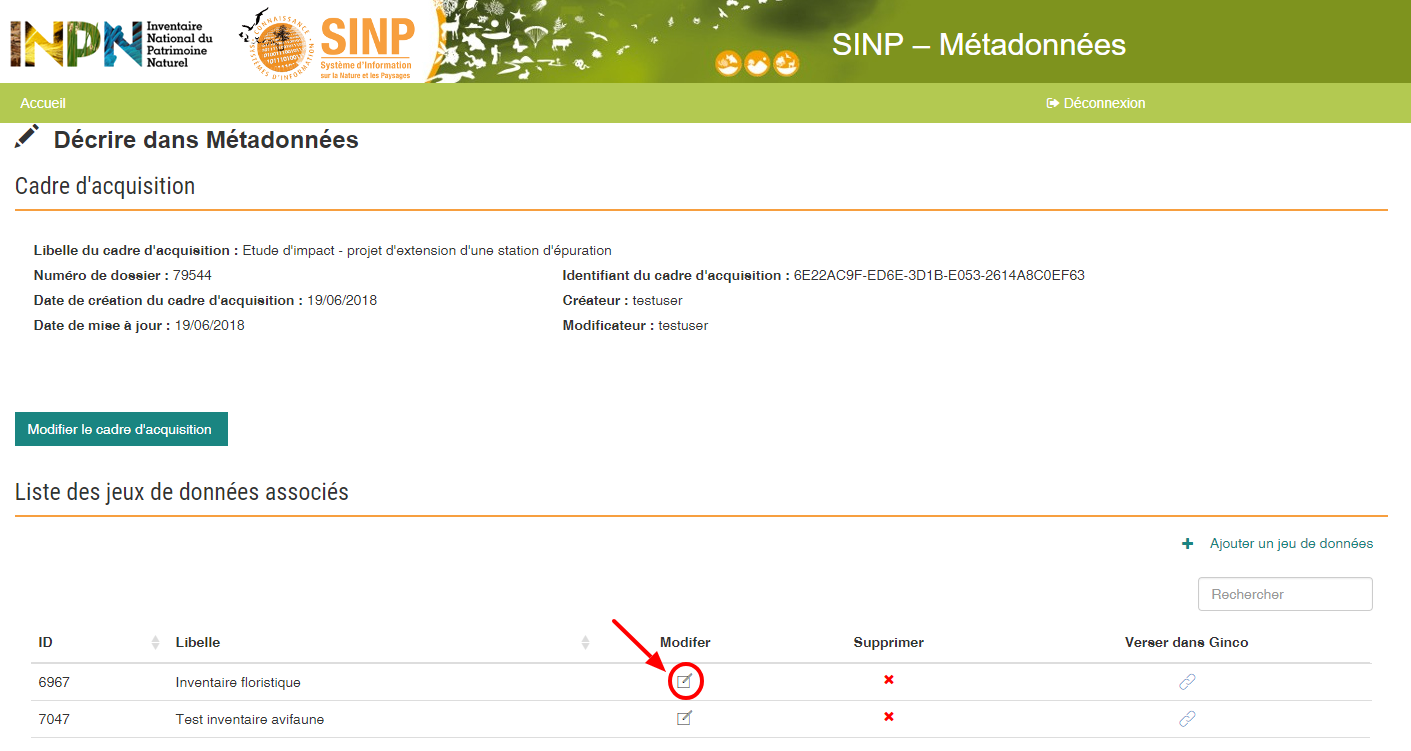 INPN Inventaire
National du
Patrimoine
Naturel
SINP
Système d'Information
sur la Nature et les Paysages
SINP – Métadonnées
Accueil
Déconnexion
Décrire dans Métadonnées
Cadre d'acquisition
Libelle du cadre d'acquisition : Etude d'impact - projet d'extension d'une station d'épuration
Numéro de dossier : 79544 Identifiant du cadre d'acquisition : 6E22AC9F-ED6E-3D1B-E053-2614A8C0EF63
Date de création du cadre d'acquisition : 19/06/2018 Créateur : testuser
Date de mise à jour : 19/06/2018 Modificateur : testuser
Modifier le cadre d'acquisition
Liste des jeux de données associés
+ Ajouter un jeu de données
Rechercher
ID Libelle Modifer Supprimer Verser dans Ginco
6967 Inventaire floristique
7047 Test inventaire avifaune